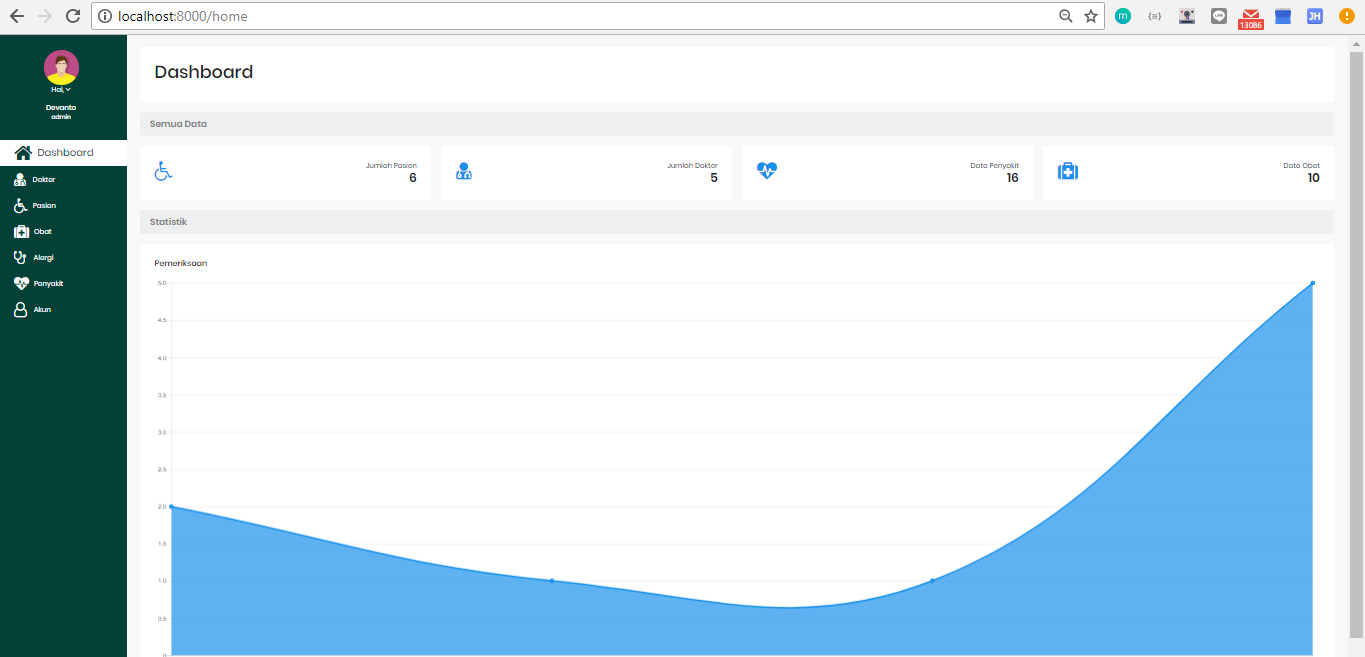 localhost:8000/home
m
{≡}
LINE
13086
JH
Hai,
Devanto
admin
Dashboard
Dokter
Pasien
Obat
Alergi
Penyakit
Akun
Dashboard
Semua Data
Jumlah Pasien
6
Jumlah Dokter
5
Data Penyakit
16
Data Obat
10
Statistik
Pemeriksaan
5.0
4.5
4.0
3.5
3.0
2.5
2.0
1.5
1.0
0.5
0